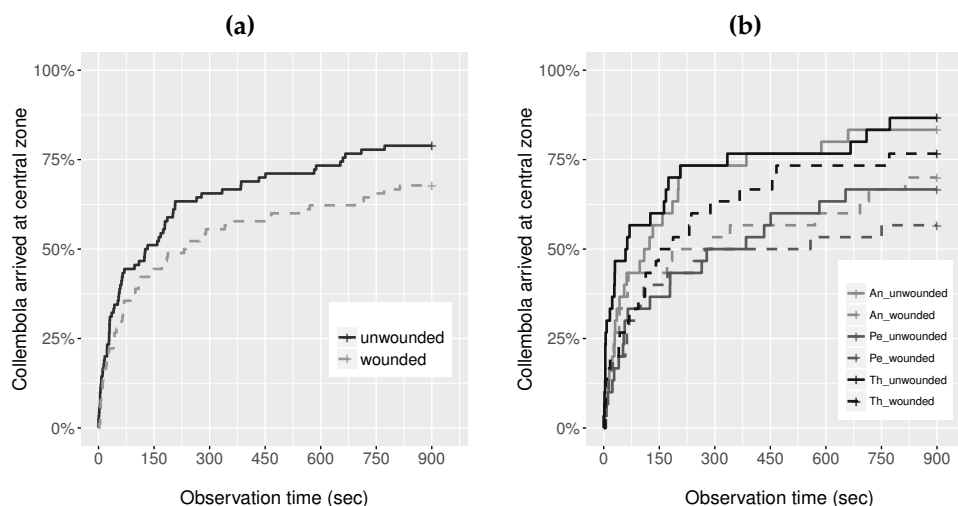 (a)
(b)
100%
75%
50%
25%
0%
0 150 300 450 600 750 900
Observation time (sec)
Collembola arrived at central zone
unwounded
wounded
100%
75%
50%
25%
0%
0 150 300 450 600 750 900
Observation time (sec)
Collembola arrived at central zone
An_unwounded
An_wounded
Pe_unwounded
Pe_wounded
Th_unwounded
Th_wounded